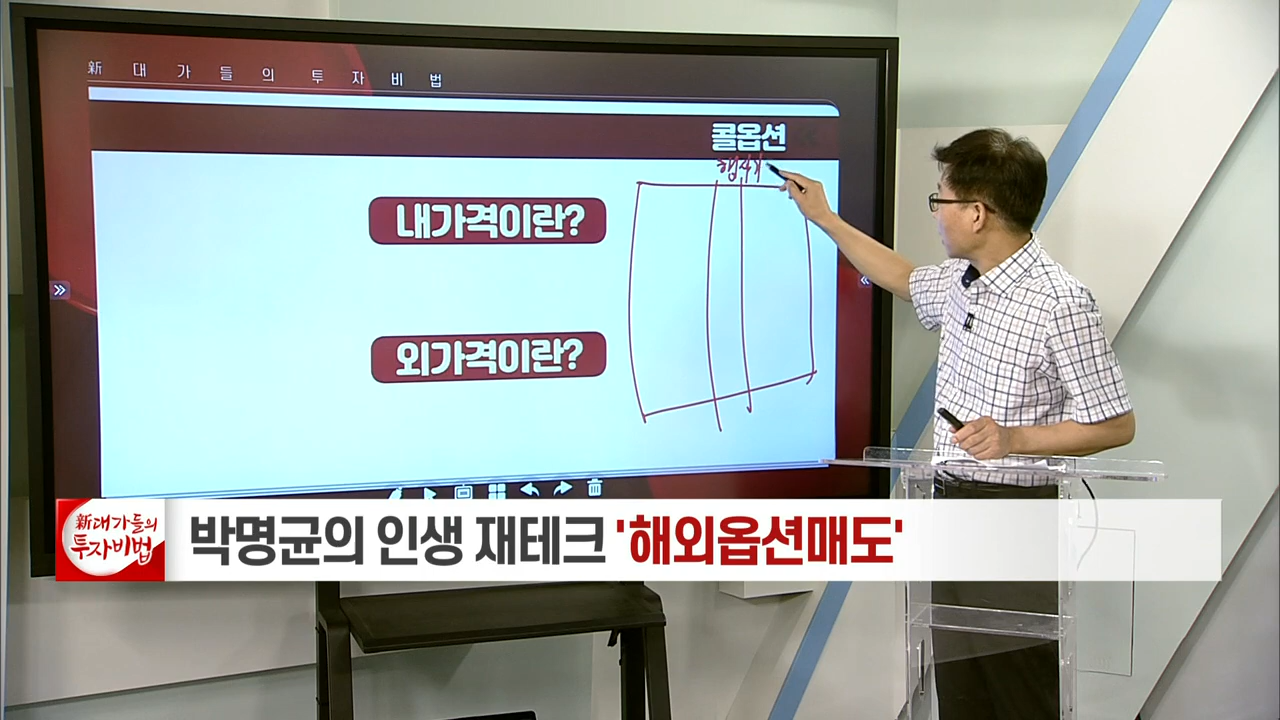 新 대 가 들 의 투 자 비 법
콜옵션
행사가
내가격이란?
외가격이란?
新대가들의
투자비법
박명균의 인생 재테크 '해외옵션매도'